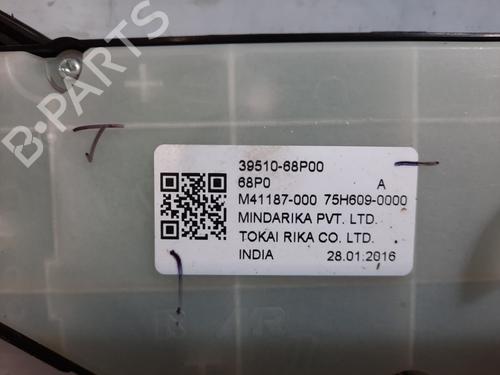 39510-68P00
68P0 A
M41187-000 75H609-0000
MINDARIKA PVT. LTD.
TOKAI RIKA CO. LTD.
INDIA 28.01.2016
B-PARTS